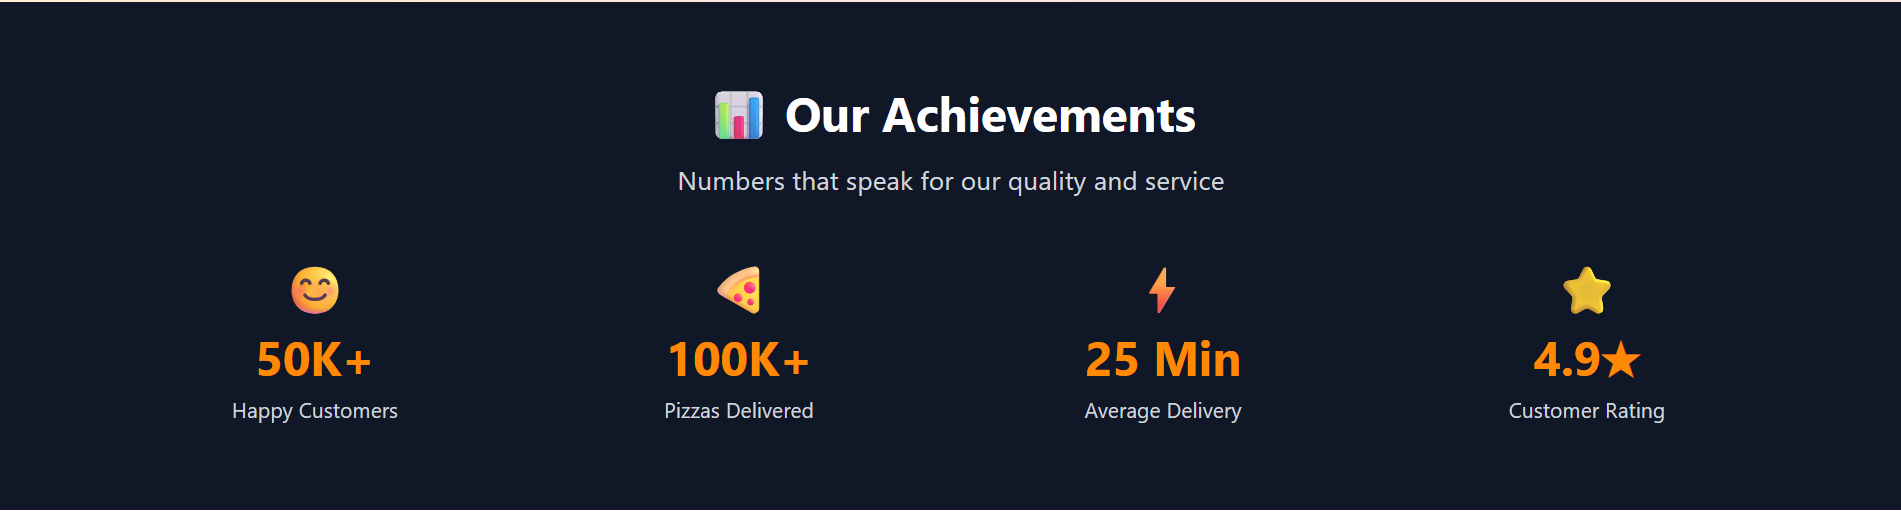 Our Achievements
Numbers that speak for our quality and service
50K+
Happy Customers
100K+
Pizzas Delivered
25 Min
Average Delivery
4.9★
Customer Rating